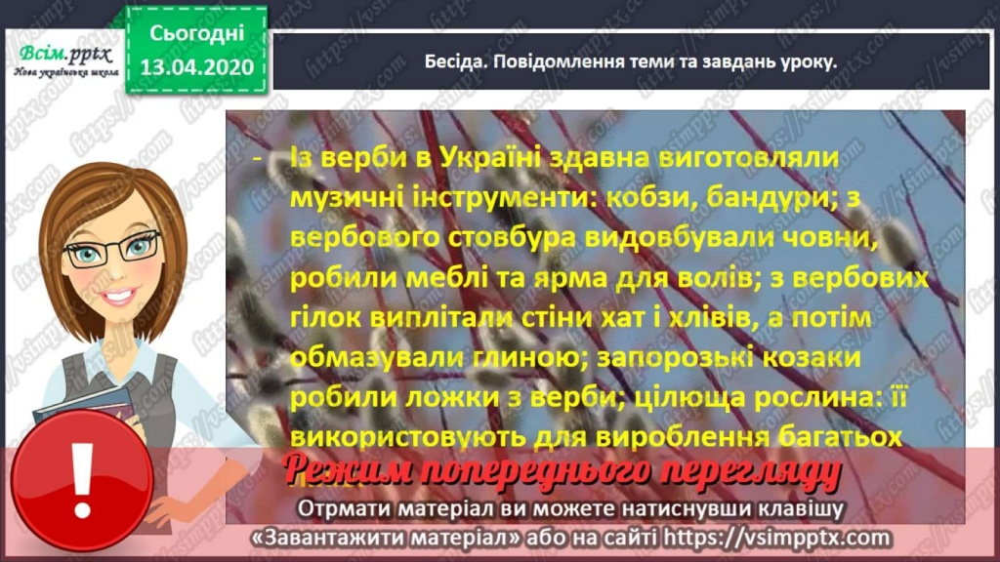 Всім.pptx
Нова українська школа
Сьогодні
13.04.2020
Бесіда. Повідомлення теми та завдань уроку.
- Із верби в Україні здавна виготовляли
музичні інструменти: кобзи, бандури; з
вербового стовбура видовбували човни,
робили меблі та ярма для волів; з вербових
гілок виплітали стіни хат і хлівів, а потім
обмазували глиною; запорозькі козаки
робили ложки з верби; цілюща рослина: її
використовують для вироблення багатьох
Режим попереднього перегляду
Отрмати матеріал ви можете натиснувши клавішу
«Завантажити матеріал» або на сайті https://vsimpptx.com